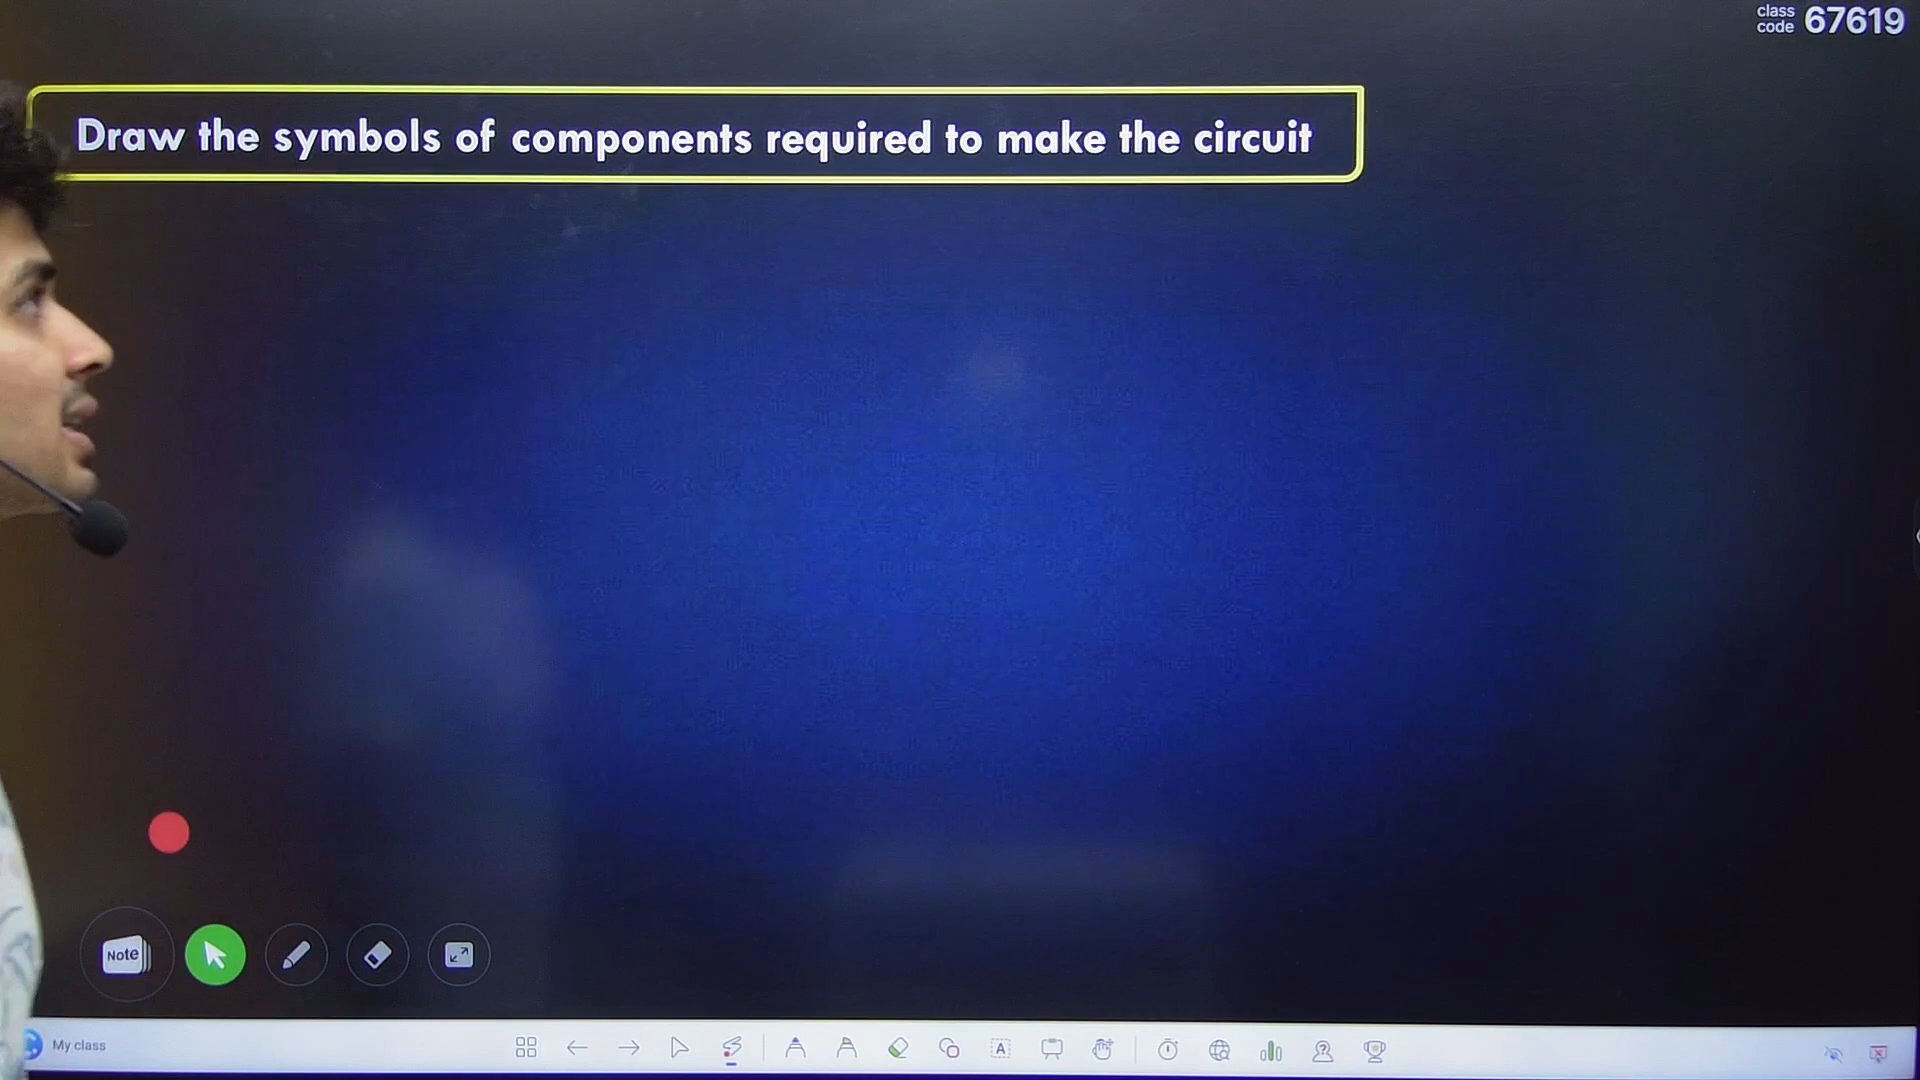 class
code 67619
Draw the symbols of components required to make the circuit
Note
My class
A